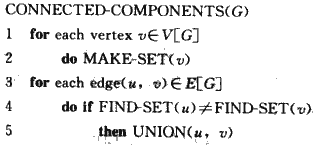 CONNECTED-COMPONENTS(G)
1 for each vertex v∈V[G]
2 do MAKE-SET(v)
3 for each edge(u, v)∈E[G]
4 do if FIND-SET(u)≠FIND-SET(v)
5 then UNION(u, v)